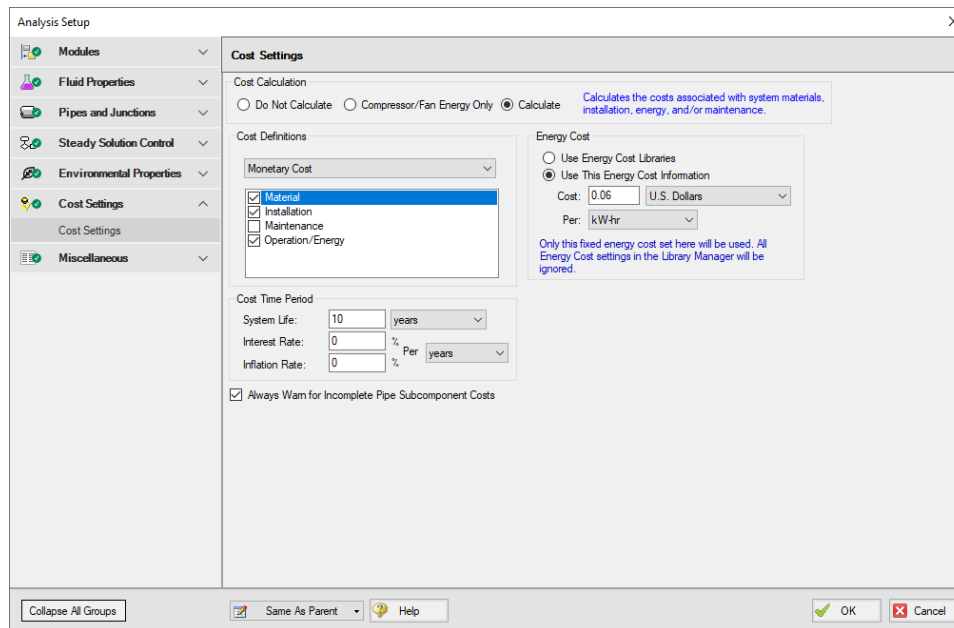 Analysis Setup
Modules
Fluid Properties
Pipes and Junctions
Steady Solution Control
Environmental Properties
Cost Settings
Cost Settings
Miscellaneous
Cost Settings
Cost Calculation
Do Not Calculate
Compressor/Fan Energy Only
Calculate
Calculates the costs associated with system materials,
installation, energy, and/or maintenance.
Cost Definitions
Monetary Cost
Material
Installation
Maintenance
Operation/Energy
Energy Cost
Use Energy Cost Libraries
Use This Energy Cost Information
Cost: 0.06 U.S. Dollars
Per: kW-hr
Only this fixed energy cost set here will be used. All
Energy Cost settings in the Library Manager will be
ignored.
Cost Time Period
System Life: 10 years
Interest Rate: 0 %
Per years
Inflation Rate: 0 %
Always Warn for Incomplete Pipe Subcomponent Costs
Collapse All Groups
Same As Parent
Help
OK
Cancel